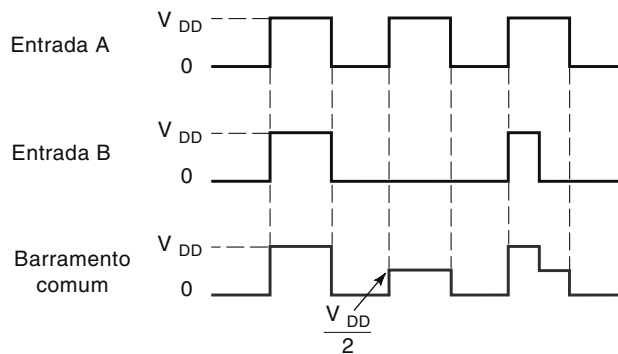 V DD
Entrada A
0
V DD
Entrada B
0
V DD
Barramento
comum
0
V DD
2